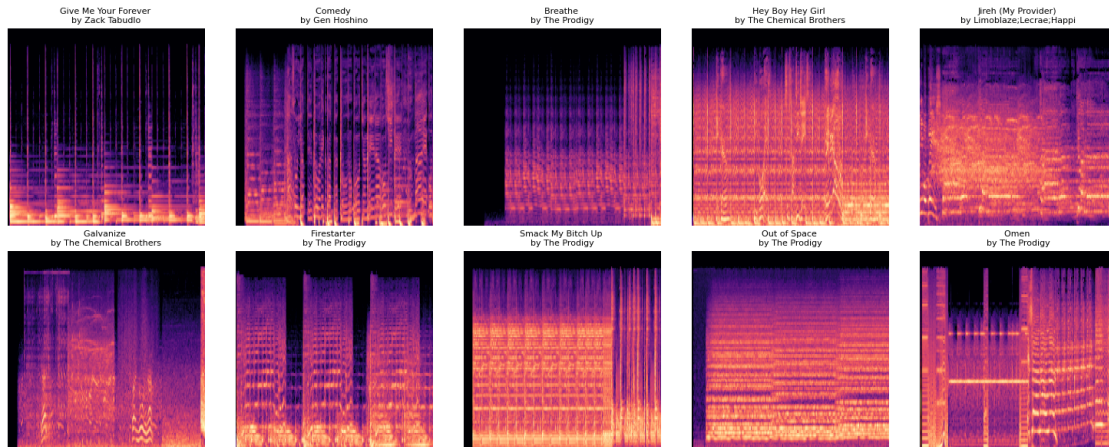 Give Me Your Forever
by Zack Tabudlo
Comedy
by Gen Hoshino
Breathe
by The Prodigy
Hey Boy Hey Girl
by The Chemical Brothers
Jireh (My Provider)
by Limoblaze;Lecrae;Happi
Galvanize
by The Chemical Brothers
Firestarter
by The Prodigy
Smack My Bitch Up
by The Prodigy
Out of Space
by The Prodigy
Omen
by The Prodigy